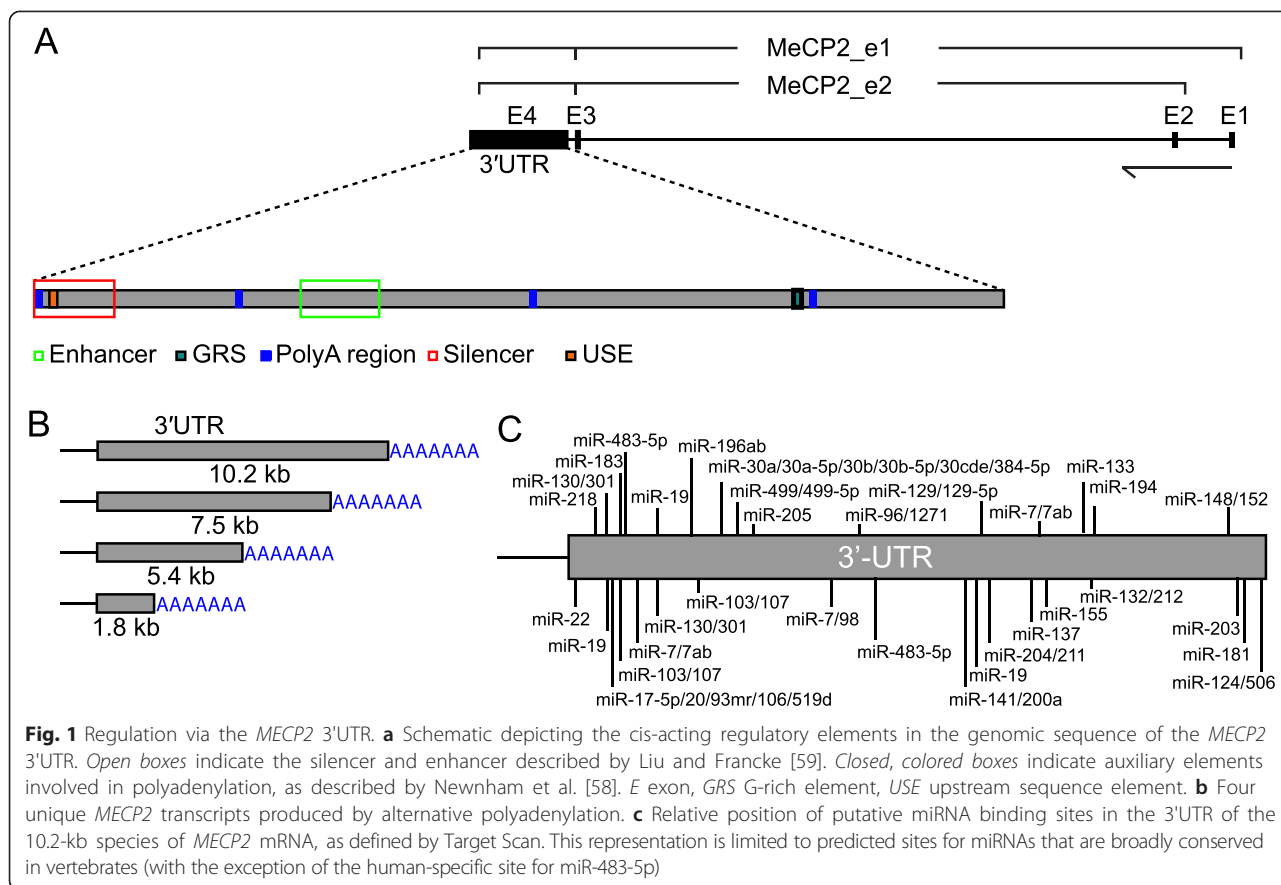 A
MeCP2_e1
MeCP2_e2
E4 E3 E2 E1
3'UTR
Enhancer GRS PolyA region Silencer USE
B
3'UTR
AAAAAAA
10.2 kb
AAAAAAA
7.5 kb
AAAAAAA
5.4 kb
AAAAAAA
1.8 kb
C
miR-483-5p
miR-196ab
miR-183
miR-30a/30a-5p/30b/30b-5p/30cde/384-5p
miR-133
miR-130/301
miR-19
miR-499/499-5p
miR-129/129-5p
miR-194
miR-148/152
miR-218
miR-205
miR-96/1271
miR-7/7ab
3'-UTR
miR-22
miR-103/107
miR-7/98
miR-132/212
miR-19
miR-130/301
miR-155
miR-203
miR-7/7ab
miR-483-5p
miR-137
miR-181
miR-103/107
miR-204/211
miR-19
miR-124/506
miR-17-5p/20/93mr/106/519d
miR-141/200a
Fig. 1 Regulation via the MECP2 3'UTR. a Schematic depicting the cis-acting regulatory elements in the genomic sequence of the MECP2
3'UTR. Open boxes indicate the silencer and enhancer described by Liu and Francke [59]. Closed, colored boxes indicate auxiliary elements
involved in polyadenylation, as described by Newnham et al. [58]. E exon, GRS G-rich element, USE upstream sequence element. b Four
unique MECP2 transcripts produced by alternative polyadenylation. c Relative position of putative miRNA binding sites in the 3'UTR of the
10.2-kb species of MECP2 mRNA, as defined by Target Scan. This representation is limited to predicted sites for miRNAs that are broadly conserved
in vertebrates (with the exception of the human-specific site for miR-483-5p)